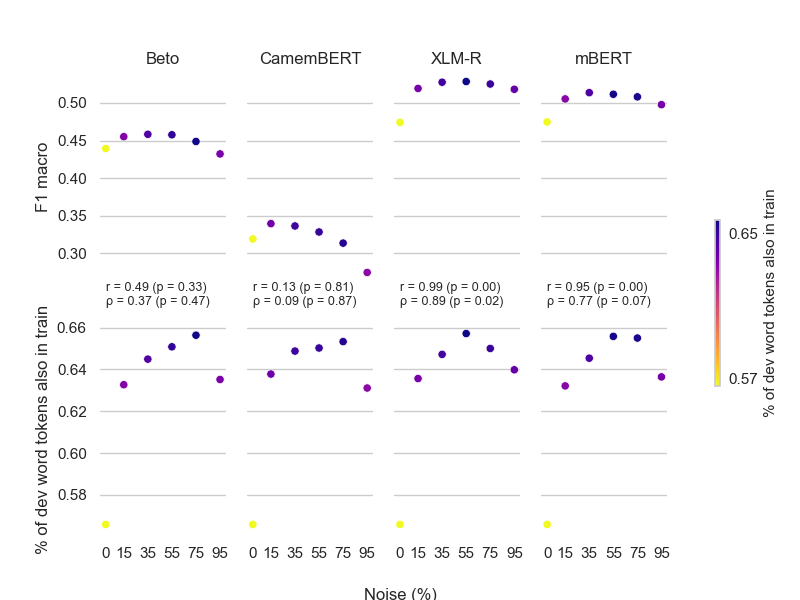 Beto CamemBERT XLM-R mBERT
F1 macro
0.50
0.45
0.40
0.35
0.30
r = 0.49 (p = 0.33) r = 0.13 (p = 0.81) r = 0.99 (p = 0.00) r = 0.95 (p = 0.00)
ρ = 0.37 (p = 0.47) ρ = 0.09 (p = 0.87) ρ = 0.89 (p = 0.02) ρ = 0.77 (p = 0.07)
% of dev word tokens also in train
0.66
0.64
0.62
0.60
0.58
0 15 35 55 75 95 0 15 35 55 75 95 0 15 35 55 75 95 0 15 35 55 75 95
Noise (%)
0.65
0.57
% of dev word tokens also in train